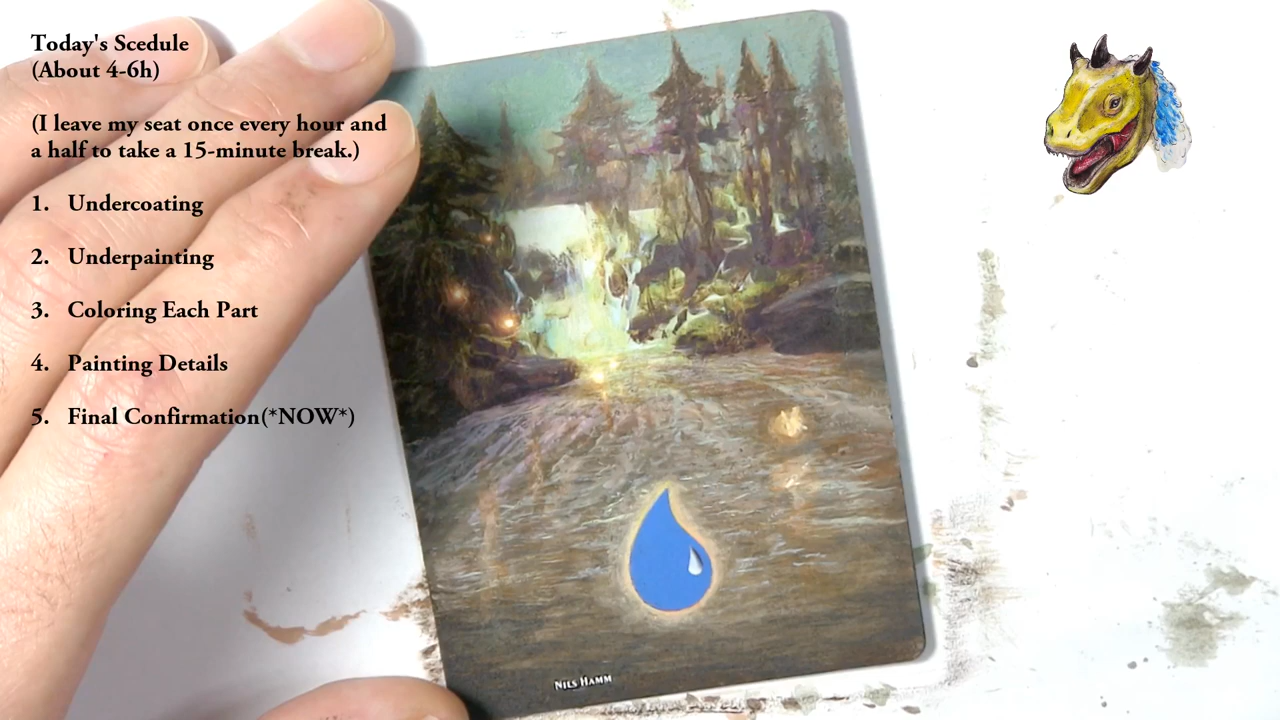 Today's Scedule
(About 4-6h)
(I leave my seat once every hour and
a half to take a 15-minute break.)
1. Undercoating
2. Underpainting
3. Coloring Each Part
4. Painting Details
5. Final Confirmation(*NOW*)
Nils Hamm